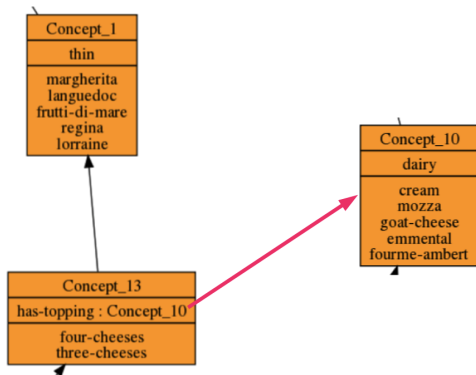 Concept_1
thin
margherita
languedoc
frutti-di-mare
regina
lorraine
Concept_10
dairy
cream
mozza
goat-cheese
emmental
fourme-ambert
Concept_13
has-topping : Concept_10
four-cheeses
three-cheeses